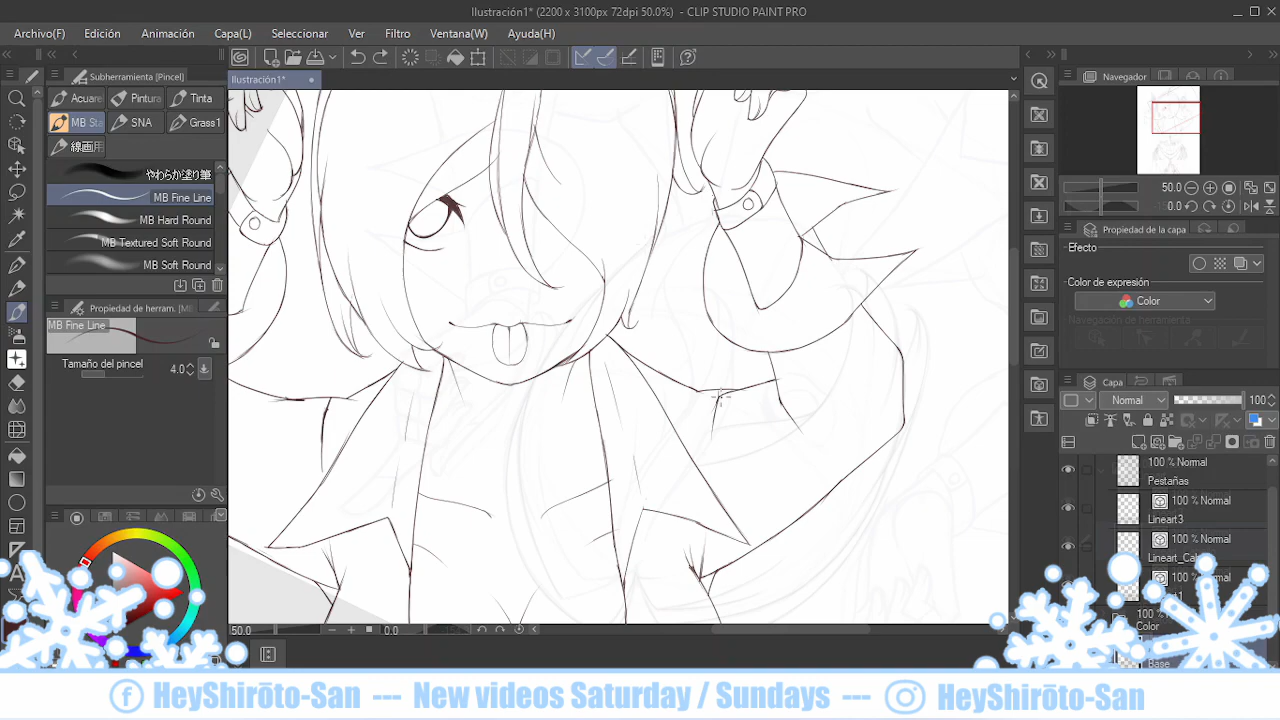 Ilustración1* (2200 x 3100px 72dpi 50.0%) - CLIP STUDIO PAINT PRO
Archivo(F) Edición Animación Capa(L) Seleccionar Ver Filtro Ventana(W) Ayuda(H)
Subherramienta [Pincel]
Ilustración1*
Navegador
Acuare Pintura Tinta
MB Sta SNA Grass1
線画用
やわらか塗り筆
MB Fine Line
MB Hard Round
MB Textured Soft Round
MB Soft Round
50.0
0.0
Propiedad de la capa
Efecto
Color de expresión
Color
Navegación de herramienta
Propiedad de herram. [MB
MB Fine Line
Tamaño del pincel 4.0
Capa
Normal 100
100 % Normal
Pestañas
100 % Normal
Lineart3
100 % Normal
100 %
Color
Base
50.0 0.0
HeyShirōto-San --- New videos Saturday / Sundays --- HeyShirōto-San